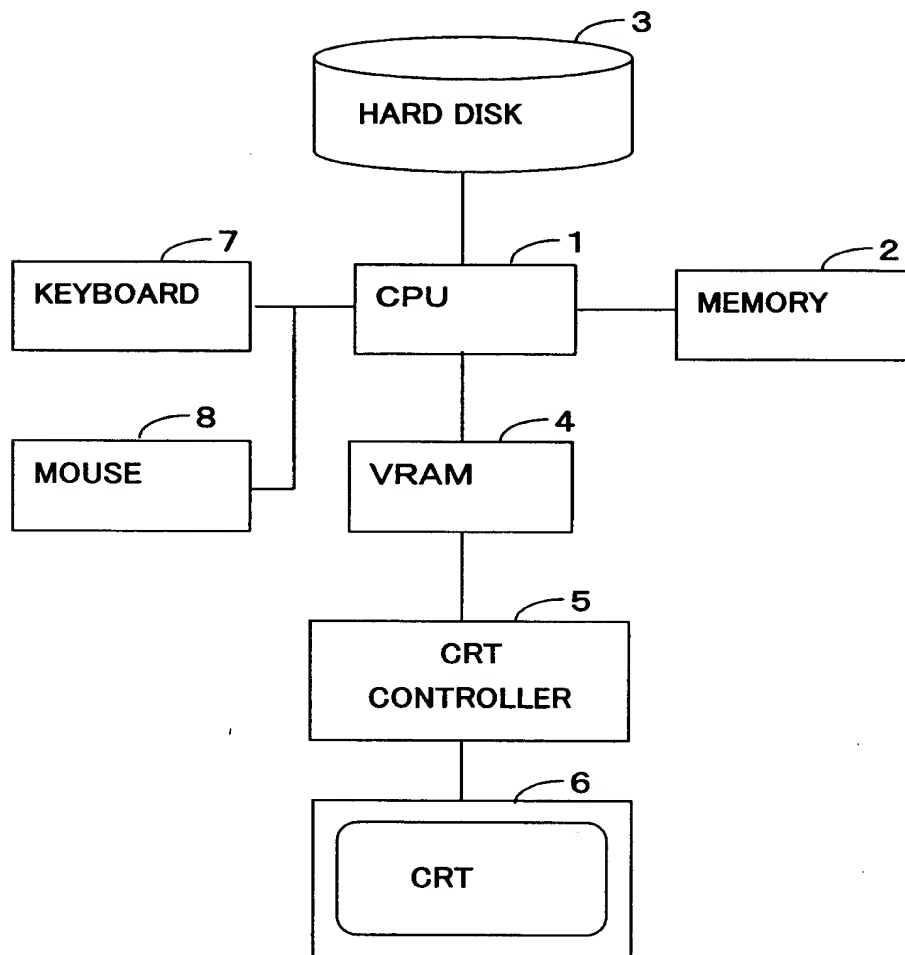 3
HARD DISK
7
1
2
KEYBOARD
CPU
MEMORY
8
4
MOUSE
VRAM
5
CRT
CONTROLLER
6
CRT